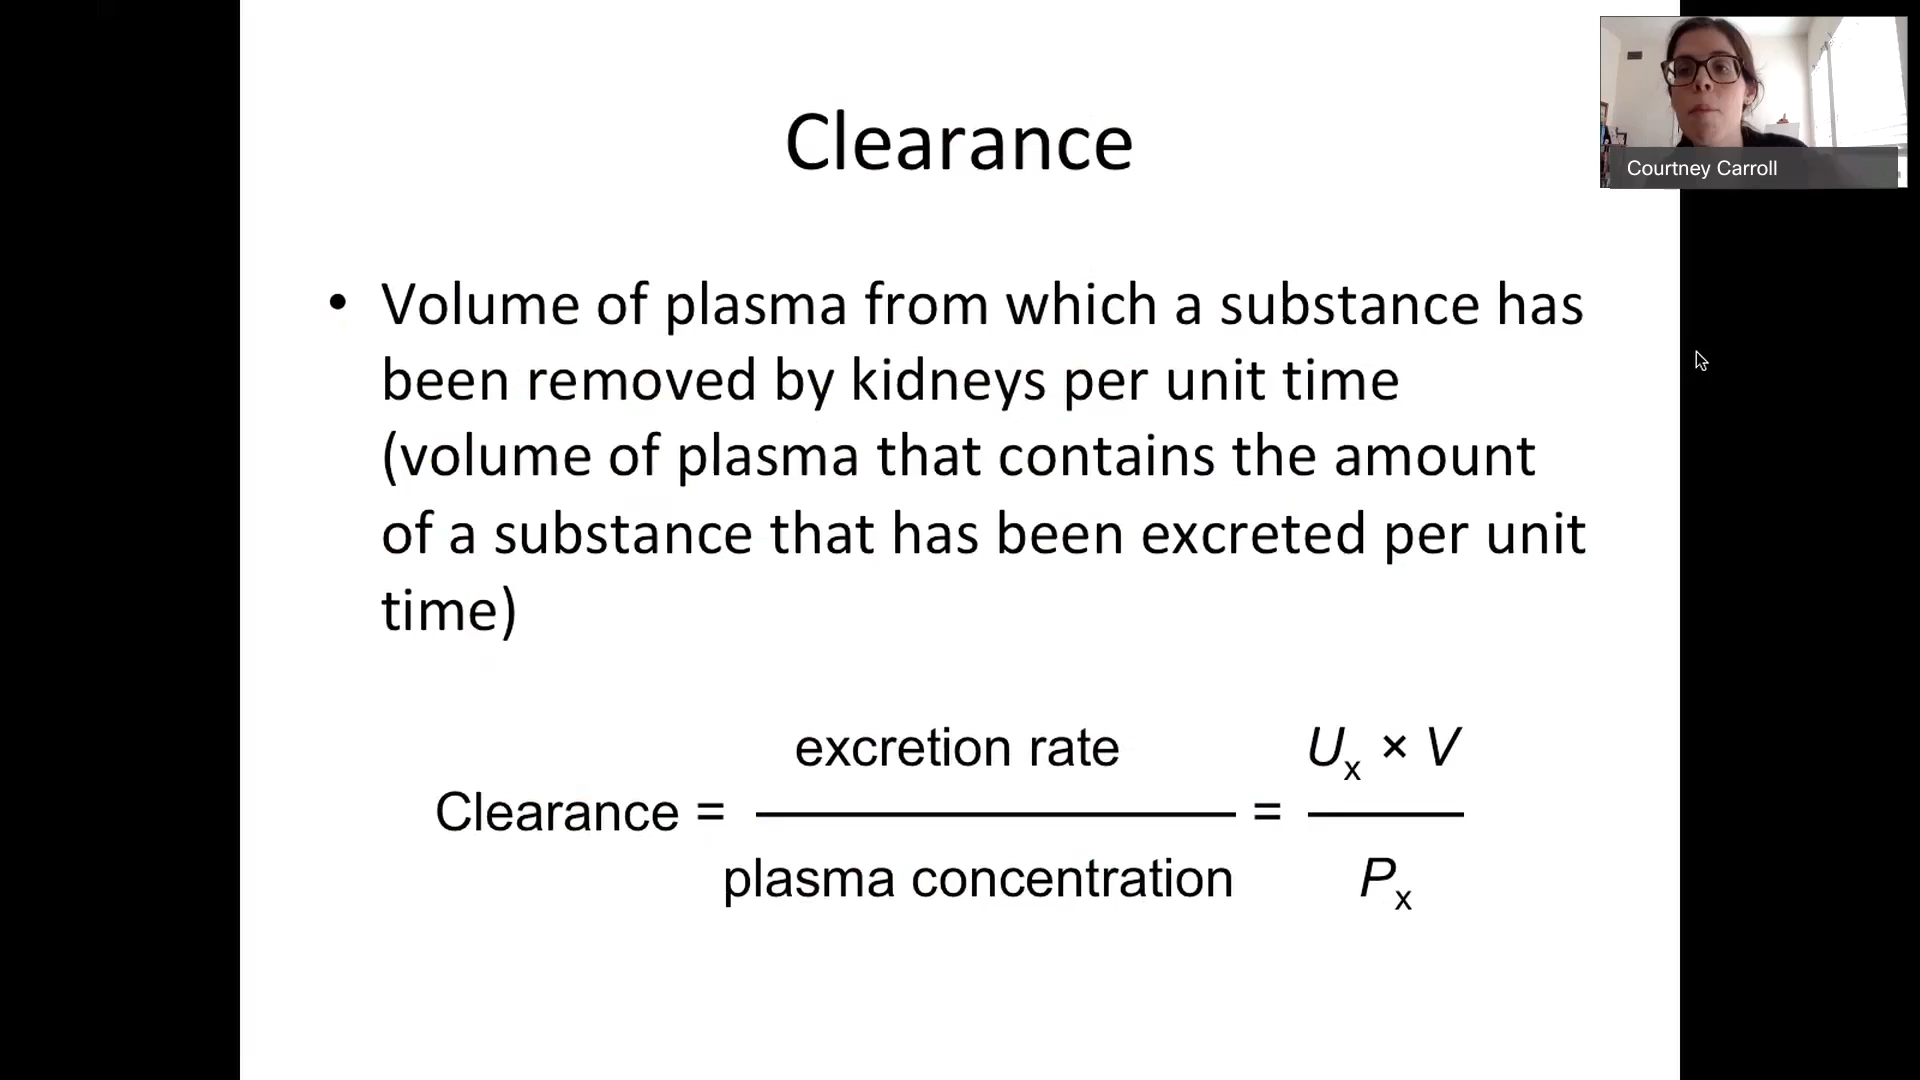 Clearance
Courtney Carroll
• Volume of plasma from which a substance has
been removed by kidneys per unit time
(volume of plasma that contains the amount
of a substance that has been excreted per unit
time)
Clearance = excretion rate / plasma concentration = Uₓ × V / Pₓ